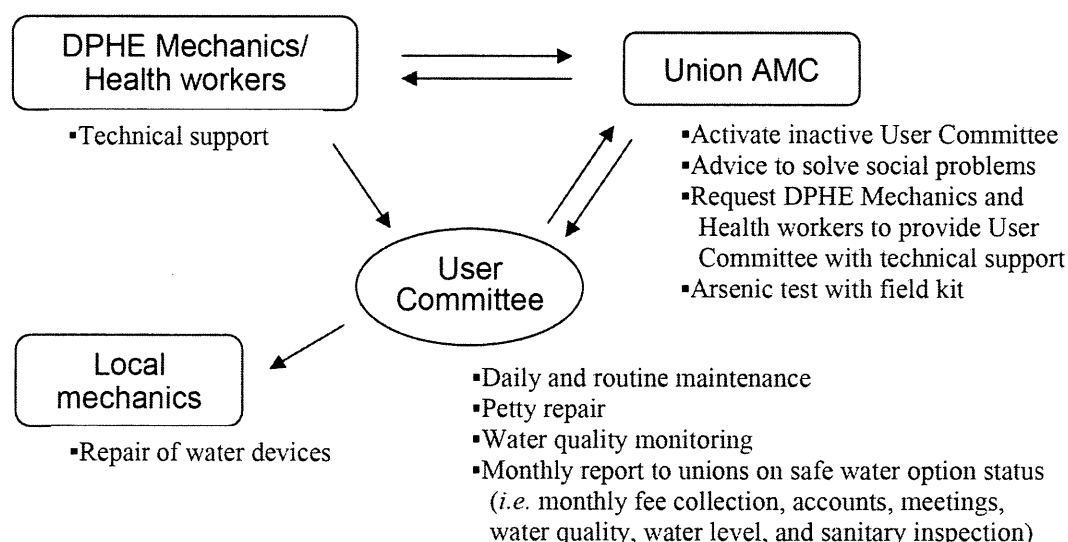 DPHE Mechanics/
Health workers
▪Technical support
Union AMC
▪Activate inactive User Committee
▪Advice to solve social problems
▪Request DPHE Mechanics and
Health workers to provide User
Committee with technical support
▪Arsenic test with field kit
User
Committee
Local
mechanics
▪Repair of water devices
▪Daily and routine maintenance
▪Petty repair
▪Water quality monitoring
▪Monthly report to unions on safe water option status
(i.e. monthly fee collection, accounts, meetings,
water quality, water level, and sanitary inspection)